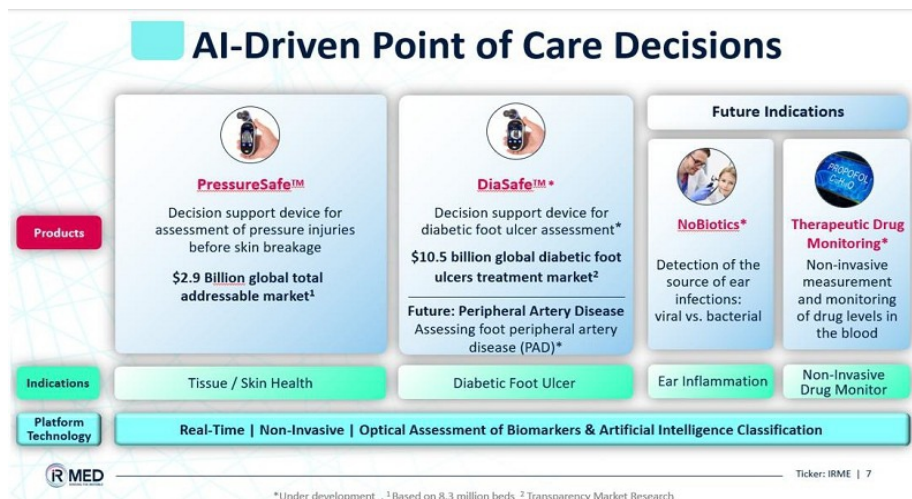 AI-Driven Point of Care Decisions
Future Indications
Products
PressureSafe™
Decision support device for
assessment of pressure injuries
before skin breakage
$2.9 Billion global total
addressable market¹
DiaSafe™*
Decision support device for
diabetic foot ulcer assessment*
$10.5 billion global diabetic foot
ulcers treatment market²
Future: Peripheral Artery Disease
Assessing foot peripheral artery
disease (PAD)*
NoBiotics*
Detection of the
source of ear
infections:
viral vs. bacterial
PROPOFOL
Therapeutic Drug
Monitoring*
Non-invasive
measurement
and monitoring
of drug levels in
the blood
Indications
Tissue / Skin Health
Diabetic Foot Ulcer
Ear Inflammation
Non-Invasive
Drug Monitor
Platform
Technology
Real-Time | Non-Invasive | Optical Assessment of Biomarkers & Artificial Intelligence Classification
IR MED
Ticker: IRME | 7
*Under development , ¹ Based on 8.3 million beds ² Transparency Market Research